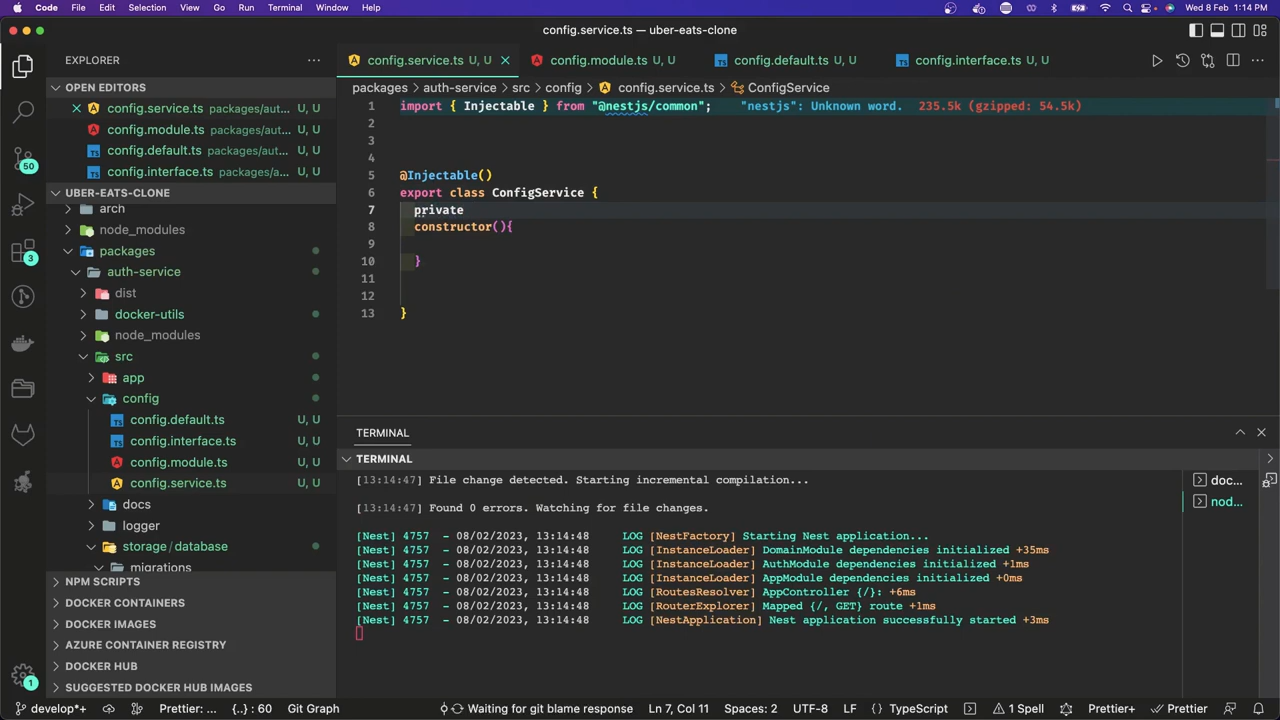 Code File Edit Selection View Go Run Terminal Window Help Wed 8 Feb 1:14 PM
config.service.ts — uber-eats-clone
EXPLORER ···
config.service.ts U, U config.module.ts U, U config.default.ts U, U config.interface.ts U, U
OPEN EDITORS
packages > auth-service > src > config > config.service.ts > ConfigService
config.service.ts packages/aut...
config.module.ts packages/aut...
config.default.ts packages/aut...
config.interface.ts packages/a...
1 import { Injectable } from "@nestjs/common"; "nestjs": Unknown word. 235.5k (gzipped: 54.5k)
2
3
4
5 @Injectable()
6 export class ConfigService {
7 private
8 constructor(){
9
10 }
11
12
13 }
UBER-EATS-CLONE
arch
node_modules
packages
auth-service
dist
docker-utils
node_modules
src
app
config
config.default.ts U, U
config.interface.ts U, U
config.module.ts U, U
config.service.ts U, U
docs
logger
storage/database
migrations
NPM SCRIPTS
DOCKER CONTAINERS
DOCKER IMAGES
AZURE CONTAINER REGISTRY
DOCKER HUB
SUGGESTED DOCKER HUB IMAGES
50
3
1
TERMINAL
TERMINAL
[13:14:47] File change detected. Starting incremental compilation...
[13:14:47] Found 0 errors. Watching for file changes.
[Nest] 4757 - 08/02/2023, 13:14:48 LOG [NestFactory] Starting Nest application...
[Nest] 4757 - 08/02/2023, 13:14:48 LOG [InstanceLoader] DomainModule dependencies initialized +35ms
[Nest] 4757 - 08/02/2023, 13:14:48 LOG [InstanceLoader] AuthModule dependencies initialized +1ms
[Nest] 4757 - 08/02/2023, 13:14:48 LOG [InstanceLoader] AppModule dependencies initialized +0ms
[Nest] 4757 - 08/02/2023, 13:14:48 LOG [RoutesResolver] AppController {/}: +6ms
[Nest] 4757 - 08/02/2023, 13:14:48 LOG [RouterExplorer] Mapped {/, GET} route +1ms
[Nest] 4757 - 08/02/2023, 13:14:48 LOG [NestApplication] Nest application successfully started +3ms
doc...
nod...
develop*+ Prettier: ... {..} : 60 Git Graph Waiting for git blame response Ln 7, Col 11 Spaces: 2 UTF-8 LF {} TypeScript 1 Spell Prettier+ Prettier